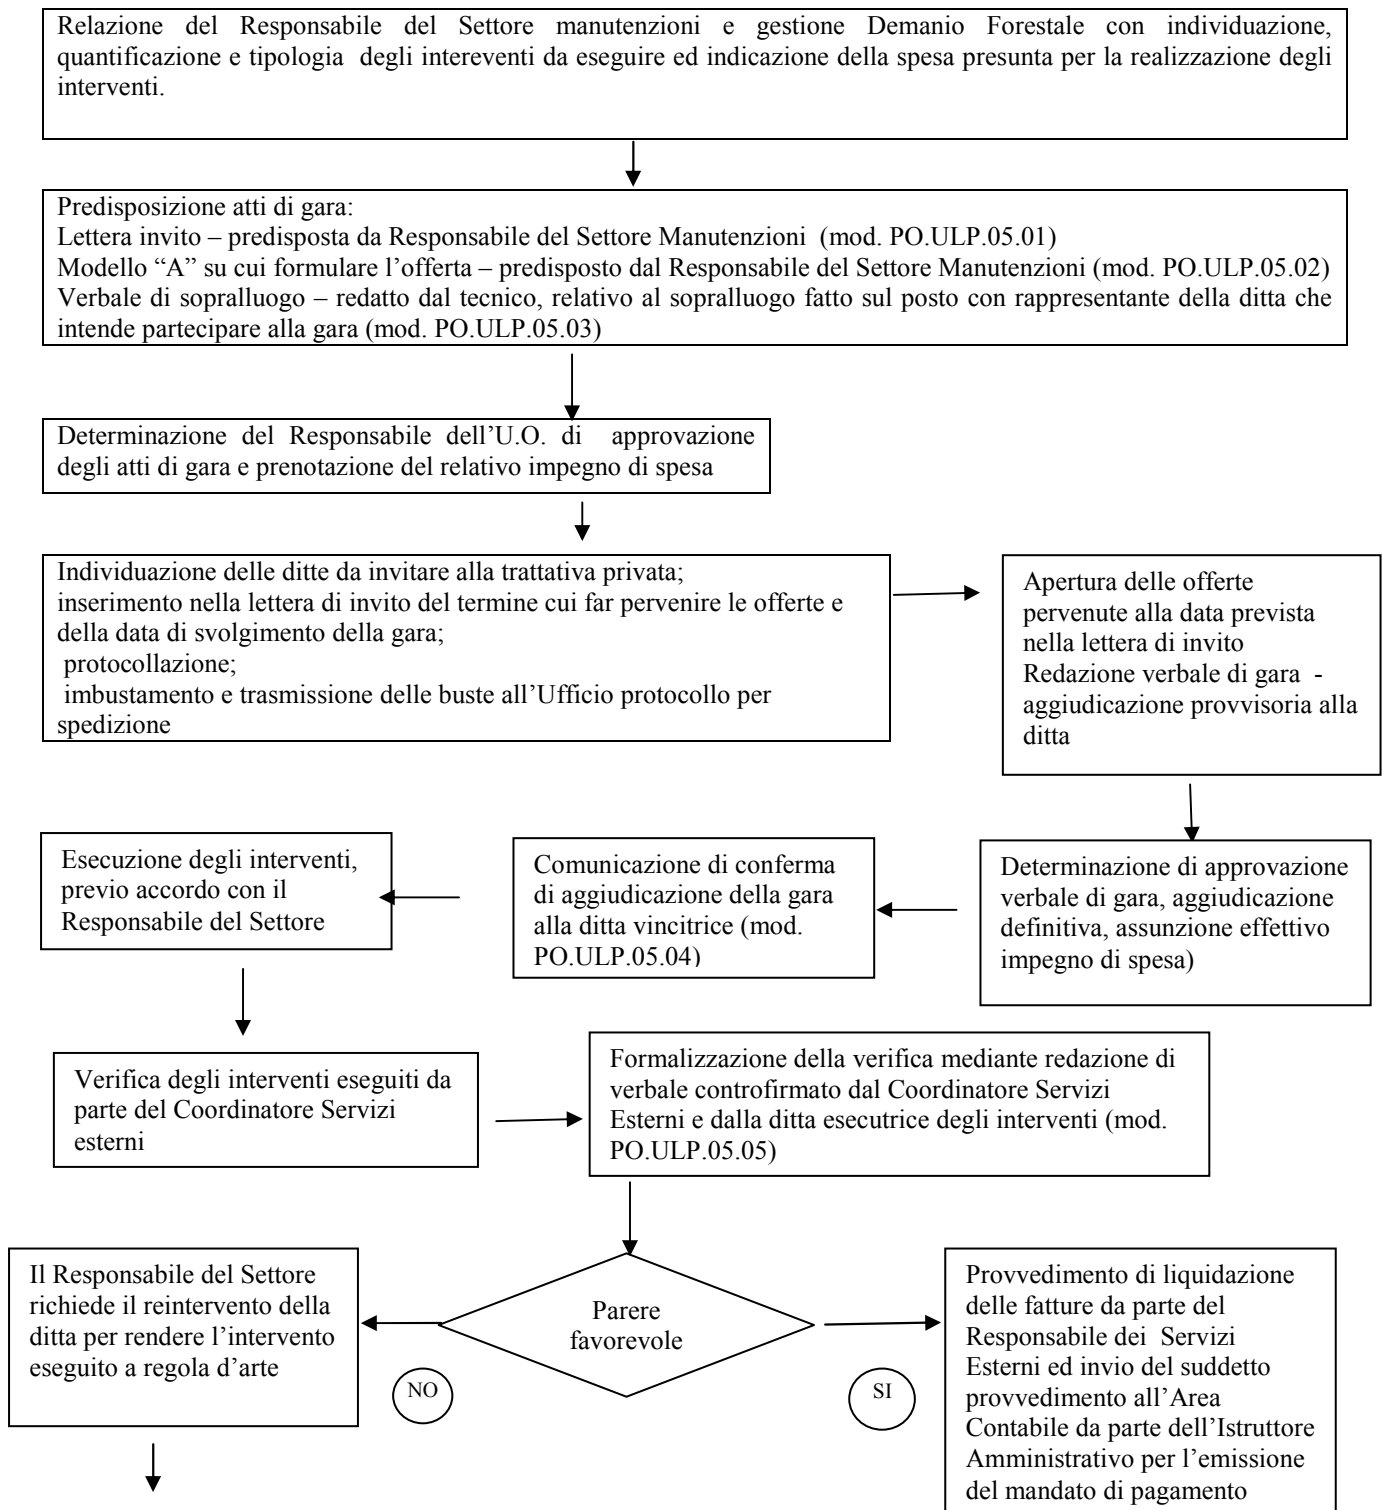 Relazione del Responsabile del Settore manutenzioni e gestione Demanio Forestale con individuazione,
quantificazione e tipologia degli intereventi da eseguire ed indicazione della spesa presunta per la realizzazione degli
interventi.
Predisposizione atti di gara:
Lettera invito – predisposta da Responsabile del Settore Manutenzioni (mod. PO.ULP.05.01)
Modello “A” su cui formulare l’offerta – predisposto dal Responsabile del Settore Manutenzioni (mod. PO.ULP.05.02)
Verbale di sopralluogo – redatto dal tecnico, relativo al sopralluogo fatto sul posto con rappresentante della ditta che
intende partecipare alla gara (mod. PO.ULP.05.03)
Determinazione del Responsabile dell’U.O. di approvazione
degli atti di gara e prenotazione del relativo impegno di spesa
Individuazione delle ditte da invitare alla trattativa privata;
inserimento nella lettera di invito del termine cui far pervenire le offerte e
della data di svolgimento della gara;
protocollazione;
imbustamento e trasmissione delle buste all’Ufficio protocollo per
spedizione
Apertura delle offerte
pervenute alla data prevista
nella lettera di invito
Redazione verbale di gara -
aggiudicazione provvisoria alla
ditta
Determinazione di approvazione
verbale di gara, aggiudicazione
definitiva, assunzione effettivo
impegno di spesa)
Comunicazione di conferma
di aggiudicazione della gara
alla ditta vincitrice (mod.
PO.ULP.05.04)
Esecuzione degli interventi,
previo accordo con il
Responsabile del Settore
Verifica degli interventi eseguiti da
parte del Coordinatore Servizi
esterni
Formalizzazione della verifica mediante redazione di
verbale controfirmato dal Coordinatore Servizi
Esterni e dalla ditta esecutrice degli interventi (mod.
PO.ULP.05.05)
Parere
favorevole
NO
SI
Il Responsabile del Settore
richiede il reintervento della
ditta per rendere l’intervento
eseguito a regola d’arte
Provvedimento di liquidazione
delle fatture da parte del
Responsabile dei Servizi
Esterni ed invio del suddetto
provvedimento all’Area
Contabile da parte dell’Istruttore
Amministrativo per l’emissione
del mandato di pagamento